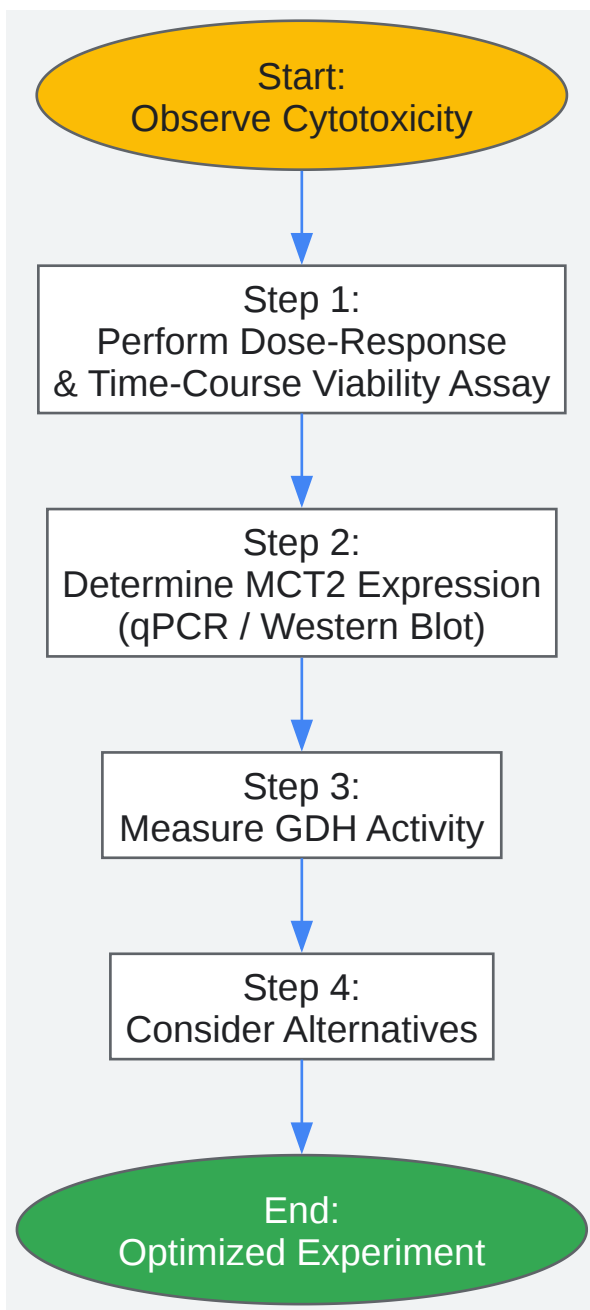 Start:
Observe Cytotoxicity
Step 1:
Perform Dose-Response
& Time-Course Viability Assay
Step 2:
Determine MCT2 Expression
(qPCR / Western Blot)
Step 3:
Measure GDH Activity
Step 4:
Consider Alternatives
End:
Optimized Experiment